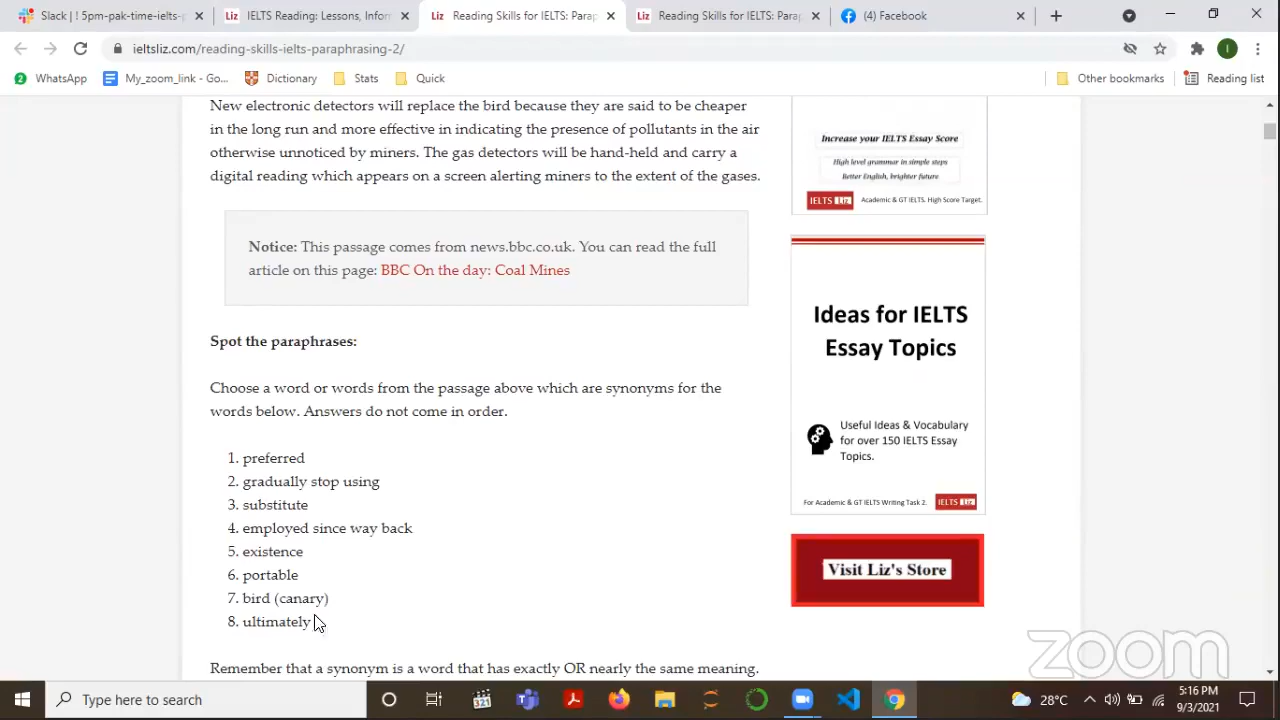 Slack | ! 5-pm-pak-time-ielts-p
IELTS Reading: Lessons, Inform
Reading Skills for IELTS: Parap
Reading Skills for IELTS: Parap
(4) Facebook
ieltsliz.com/reading-skills-ielts-paraphrasing-2/
WhatsApp
My_zoom_link - Go...
Dictionary
Stats
Quick
Other bookmarks
Reading list
New electronic detectors will replace the bird because they are said to be cheaper
in the long run and more effective in indicating the presence of pollutants in the air
otherwise unnoticed by miners. The gas detectors will be hand-held and carry a
digital reading which appears on a screen alerting miners to the extent of the gases.
Notice: This passage comes from news.bbc.co.uk. You can read the full
article on this page: BBC On the day: Coal Mines
Spot the paraphrases:
Choose a word or words from the passage above which are synonyms for the
words below. Answers do not come in order.
1. preferred
2. gradually stop using
3. substitute
4. employed since way back
5. existence
6. portable
7. bird (canary)
8. ultimately
Remember that a synonym is a word that has exactly OR nearly the same meaning.
Increase your IELTS Essay Score
High level grammar in simple steps
Better English, brighter future
IELTS Liz
Academic & GT IELTS. High Score Target.
Ideas for IELTS
Essay Topics
Useful Ideas & Vocabulary
for over 150 IELTS Essay
Topics.
For Academic & GT IELTS Writing Task 2.
IELTS Liz
Visit Liz's Store
zoom
Type here to search
28°C
5:16 PM
9/3/2021